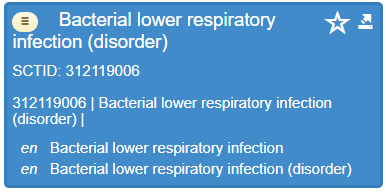 Bacterial lower respiratory
infection (disorder)
SCTID: 312119006
312119006 | Bacterial lower respiratory infection
(disorder) |
en Bacterial lower respiratory infection
en Bacterial lower respiratory infection (disorder)